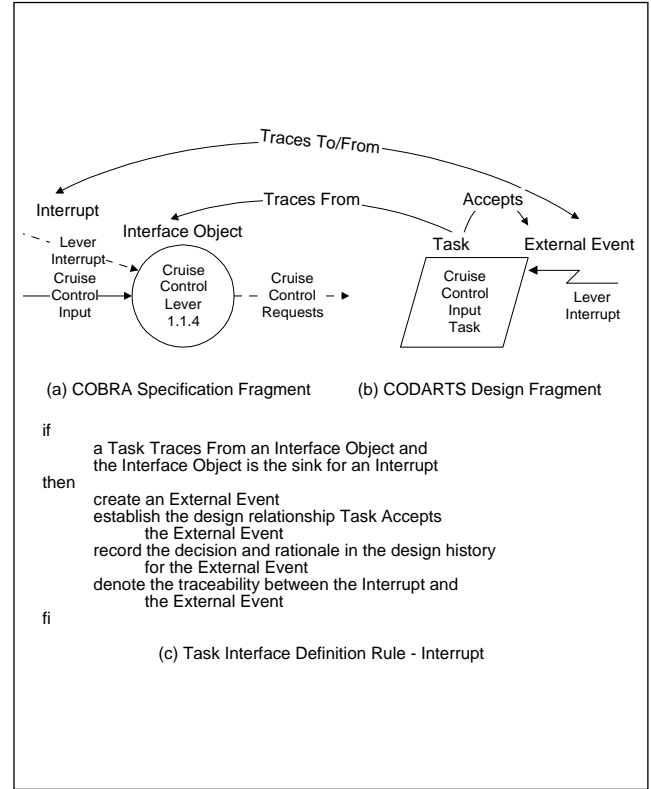 Traces To/From
Traces From
Accepts
Interrupt
Interface Object
Task
External Event
Lever
Interrupt
Cruise
Control
Input
Cruise
Control
Lever
1.1.4
Cruise
Control
Requests
Cruise
Control
Input
Task
Lever
Interrupt
(a) COBRA Specification Fragment
(b) CODARTS Design Fragment
if
a Task Traces From an Interface Object and
the Interface Object is the sink for an Interrupt
then
create an External Event
establish the design relationship Task Accepts
the External Event
record the decision and rationale in the design history
for the External Event
denote the traceability between the Interrupt and
the External Event
fi
(c) Task Interface Definition Rule - Interrupt